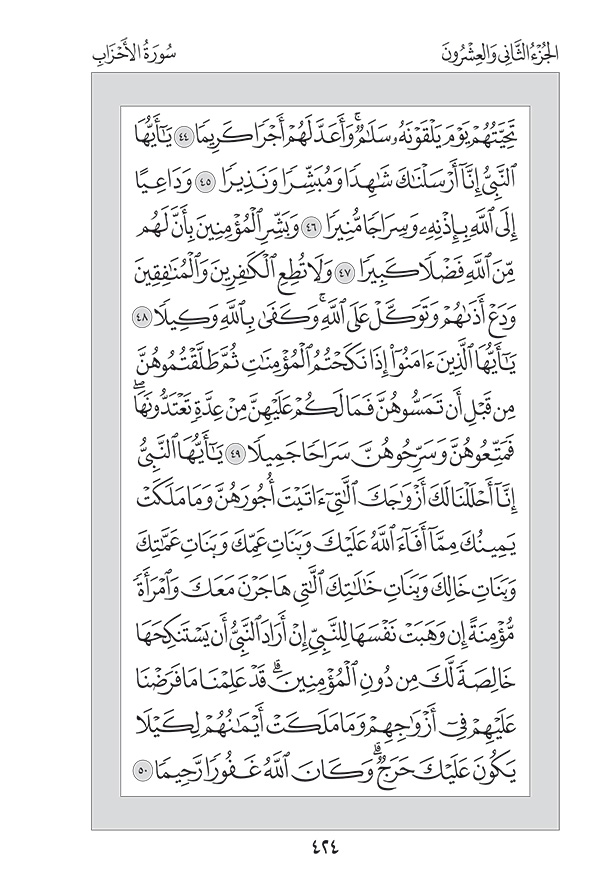 الجُزْءُ الثَّانِي وَالعِشْرُونَ
سُورَةُ الأَحْزَابِ
تَحِيَّتُهُمْ يَوْمَ يَلْقَوْنَهُۥ سَلَٰمٌۚ وَأَعَدَّ لَهُمْ أَجْرًا كَرِيمًا ٤٤ يَٰٓأَيُّهَا
ٱلنَّبِيُّ إِنَّآ أَرْسَلْنَٰكَ شَٰهِدًا وَمُبَشِّرًا وَنَذِيرًا ٤٥ وَدَاعِيًا
إِلَى ٱللَّهِ بِإِذْنِهِۦ وَسِرَاجًا مُّنِيرًا ٤٦ وَبَشِّرِ ٱلْمُؤْمِنِينَ بِأَنَّ لَهُم
مِّنَ ٱللَّهِ فَضْلًا كَبِيرًا ٤٧ وَلَا تُطِعِ ٱلْكَٰفِرِينَ وَٱلْمُنَٰفِقِينَ
وَدَعْ أَذَىٰهُمْ وَتَوَكَّلْ عَلَى ٱللَّهِۚ وَكَفَىٰ بِٱللَّهِ وَكِيلًا ٤٨
يَٰٓأَيُّهَا ٱلَّذِينَ ءَامَنُوٓا۟ إِذَا نَكَحْتُمُ ٱلْمُؤْمِنَٰتِ ثُمَّ طَلَّقْتُمُوهُنَّ
مِن قَبْلِ أَن تَمَسُّوهُنَّ فَمَا لَكُمْ عَلَيْهِنَّ مِنْ عِدَّةٍ تَعْتَدُّونَهَاۖ
فَمَتِّعُوهُنَّ وَسَرِّحُوهُنَّ سَرَاحًا جَمِيلًا ٤٩ يَٰٓأَيُّهَا ٱلنَّبِيُّ
إِنَّآ أَحْلَلْنَا لَكَ أَزْوَٰجَكَ ٱلَّٰتِيٓ ءَاتَيْتَ أُجُورَهُنَّ وَمَا مَلَكَتْ
يَمِينُكَ مِمَّآ أَفَآءَ ٱللَّهُ عَلَيْكَ وَبَنَاتِ عَمِّكَ وَبَنَاتِ عَمَّٰتِكَ
وَبَنَاتِ خَالِكَ وَبَنَاتِ خَٰلَٰتِكَ ٱلَّٰتِي هَاجَرْنَ مَعَكَ وَٱمْرَأَةً
مُّؤْمِنَةً إِن وَهَبَتْ نَفْسَهَا لِلنَّبِيِّ إِنْ أَرَادَ ٱلنَّبِيُّ أَن يَسْتَنكِحَهَا
خَالِصَةً لَّكَ مِن دُونِ ٱلْمُؤْمِنِينَۗ قَدْ عَلِمْنَا مَا فَرَضْنَا
عَلَيْهِمْ فِيٓ أَزْوَٰجِهِمْ وَمَا مَلَكَتْ أَيْمَٰنُهُمْ لِكَيْلَا
يَكُونَ عَلَيْكَ حَرَجٌۗ وَكَانَ ٱللَّهُ غَفُورًا رَّحِيمًا ٥٠
٤٢٤